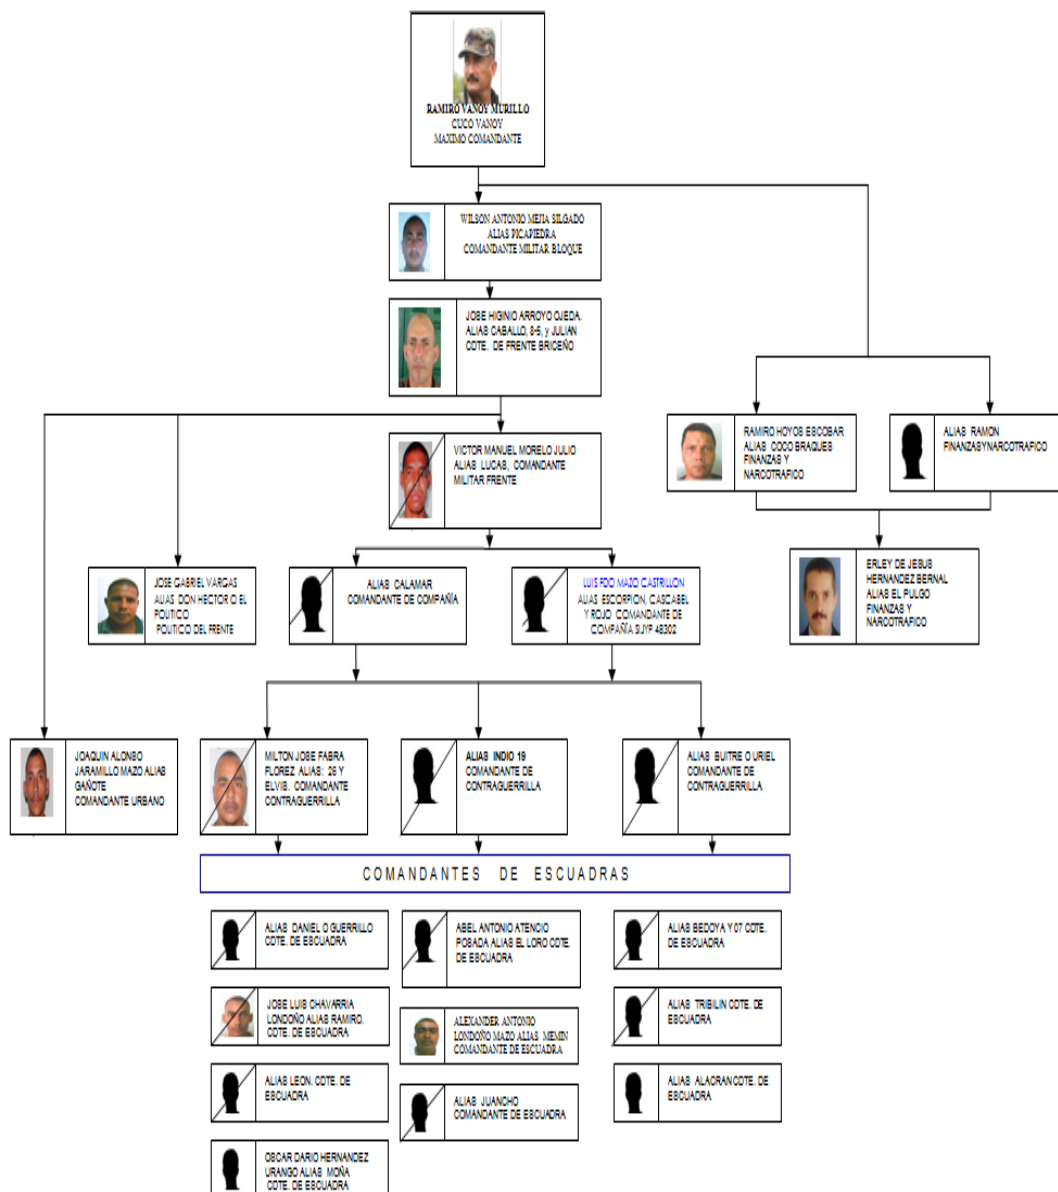 RAMIRO VANOY MURILLO
CUCO VANOY
MAXIMO COMANDANTE
WILSON ANTONIO MEJIA SILGADO
ALIAS PICAPIEDRA
COMANDANTE MILITAR BLOQUE
JOSE HIGINIO ARROYO OJEDA.
ALIAS CABALLO, 8-5, y JULIAN
CDTE. DE FRENTE BRICEÑO
VICTOR MANUEL MORELO JULIO
ALIAS LUCAS, COMANDANTE
MILITAR FRENTE
RAMIRO HOYOS ESCOBAR
ALIAS COCO BRAQUES
FINANZAS Y
NARCOTRAFICO
ALIAS RAMON
FINANZASYNARCOTRAFICO
JOSE GABRIEL VARGAS
ALIAS DON HECTOR O EL
POLITICO
POLITICO DEL FRENTE
ALIAS CALAMAR
COMANDANTE DE COMPAÑÍA
LUIS FDO MAZO CASTRILLON
ALIAS ESCORPION, CASCABEL
Y ROJO COMANDANTE DE
COMPAÑÍA SIJYP 48302
ERLEY DE JESUS
HERNANDEZ BERNAL
ALIAS EL PULGO
FINANZAS Y
NARCOTRAFICO
JOAQUIN ALONSO
JARAMILLO MAZO ALIAS
GAÑOTE
COMANDANTE URBANO
MILTON JOSE FABRA
FLOREZ ALIAS: 26 Y
ELVIS. COMANDANTE
CONTRAGUERRILLA
ALIAS INDIO 19
COMANDANTE DE
CONTRAGUERRILLA
ALIAS BUITRE O URIEL
COMANDANTE DE
CONTRAGUERRILLA
COMANDANTES DE ESCUADRAS
ALIAS DANIEL O GUERRILLO
CDTE. DE ESCUADRA
ABEL ANTONIO ATENCIO
POSADA ALIAS EL LORO CDTE.
DE ESCUADRA
ALIAS BEDOYA Y 07 CDTE.
DE ESCUADRA
JOSE LUIS CHAVARRIA
LONDOÑO ALIAS RAMIRO.
CDTE. DE ESCUADRA
ALEXANDER ANTONIO
LONDOÑO MAZO ALIAS MEMIN
COMANDANTE DE ESCUADRA
ALIAS TRIBILIN CDTE. DE
ESCUADRA
ALIAS LEON. CDTE. DE
ESCUADRA
ALIAS JUANCHO
COMANDANTE DE ESCUADRA
ALIAS ALACRAN CDTE. DE
ESCUADRA
OSCAR DARIO HERNANDEZ
URANGO ALIAS MOÑA
CDTE. DE ESCUADRA